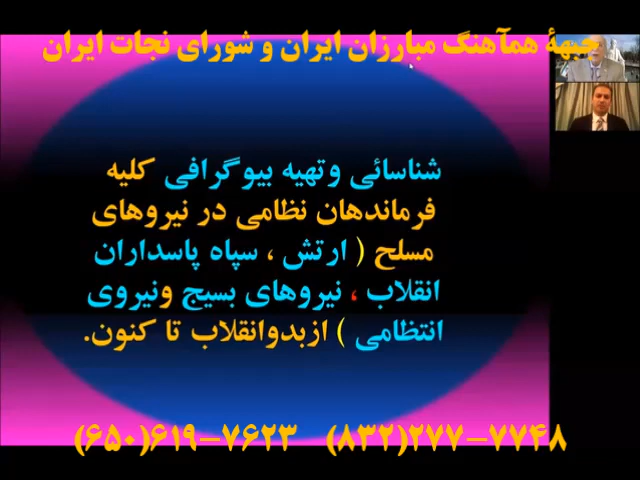 جبههٔ همآهنگ مبارزان ایران و شورای نجات ایران
شناسائی وتهیه بیوگرافی کلیه
فرماندهان نظامی در نیروهای
مسلح ( ارتش ، سپاه پاسداران
انقلاب ، نیروهای بسیج ونیروی
انتظامی ) ازبدوانقلاب تا کنون.
(۶۵۰)۶۱۹-۷۶۲۳ (۸۳۲)۲۷۷-۷۷۴۸